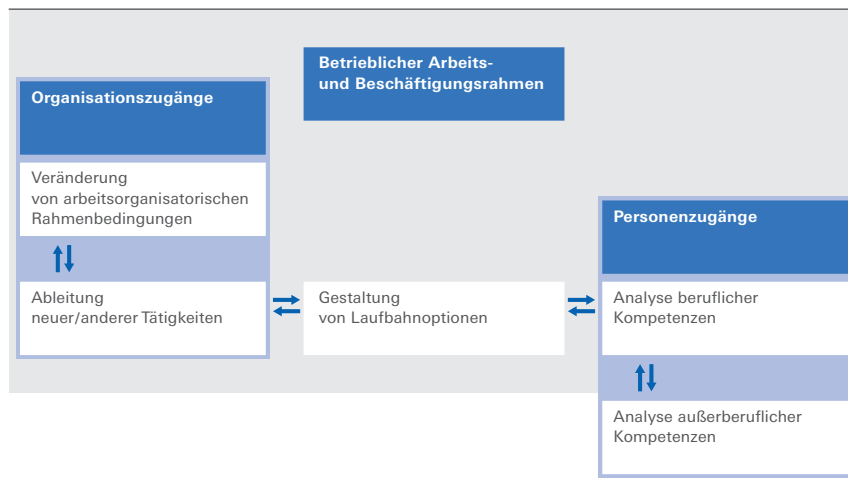 Betrieblicher Arbeits-
und Beschäftigungsrahmen
Organisationszugänge
Veränderung
von arbeitsorganisatorischen
Rahmenbedingungen
Ableitung
neuer/anderer Tätigkeiten
Gestaltung
von Laufbahnoptionen
Personenzugänge
Analyse beruflicher
Kompetenzen
Analyse außerberuflicher
Kompetenzen